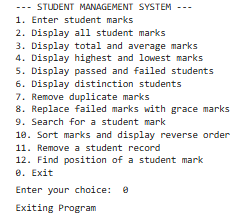 --- STUDENT MANAGEMENT SYSTEM ---
1. Enter student marks
2. Display all student mark
3. Display total and average marks
4. Display highest and lowest marks
5. Display passed and failed students
6. Display distinction students
7. Remove duplicate marks
8. Replace failed marks with grace marks
9. Search for a student mark
10. Sort marks and display reverse order
11. Remove a student record
12. Find position of a student mark
0. Exit
Enter your choice: 0
Exiting Program